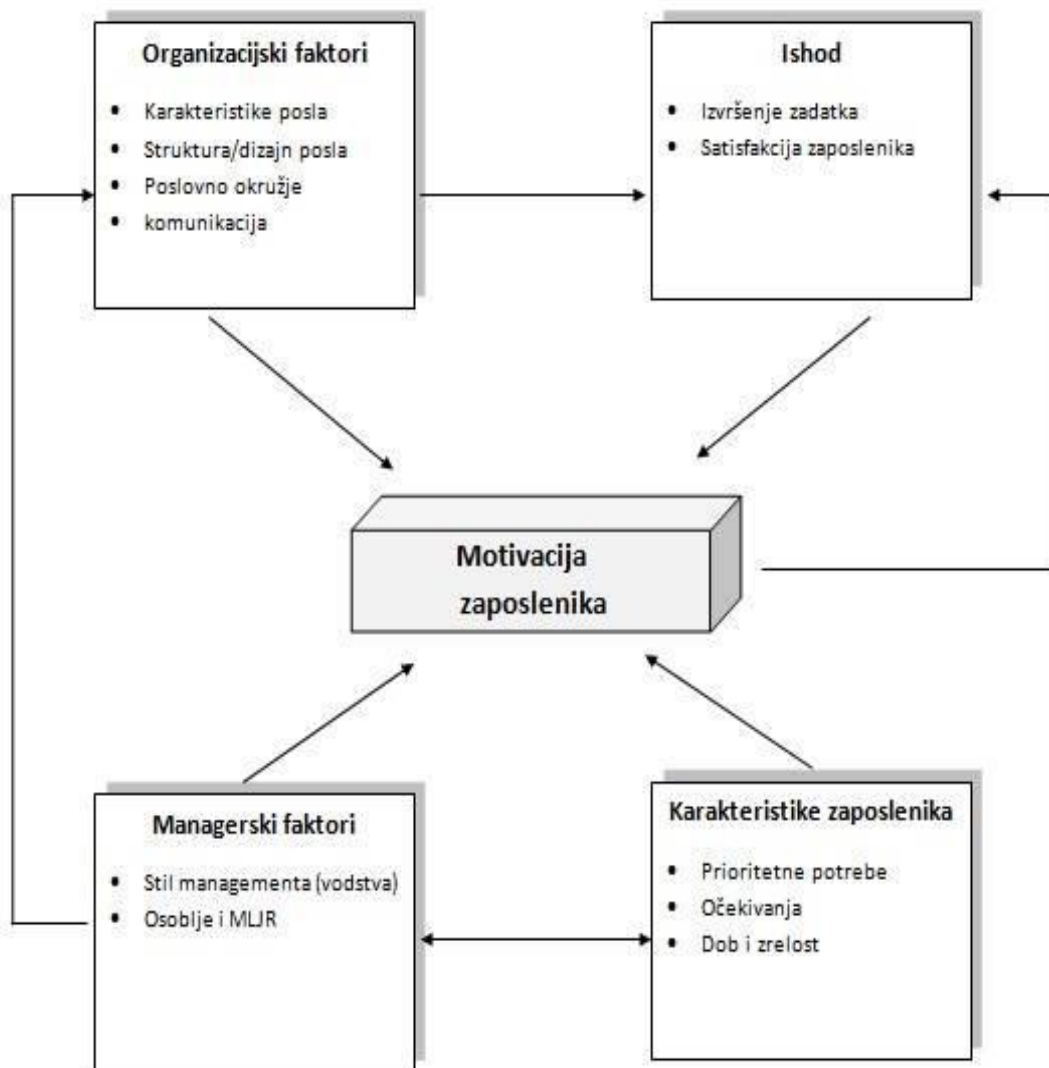 Organizacijski faktori
• Karakteristike posla
• Struktura/dizajn posla
• Poslovno okružje
• komunikacija
Ishod
• Izvršenje zadatka
• Satisfakcija zaposlenika
Motivacija
zaposlenika
Managerski faktori
• Stil managementa (vodstva)
• Osoblje i MLJR
Karakteristike zaposlenika
• Prioritetne potrebe
• Očekivanja
• Dob i zrelost